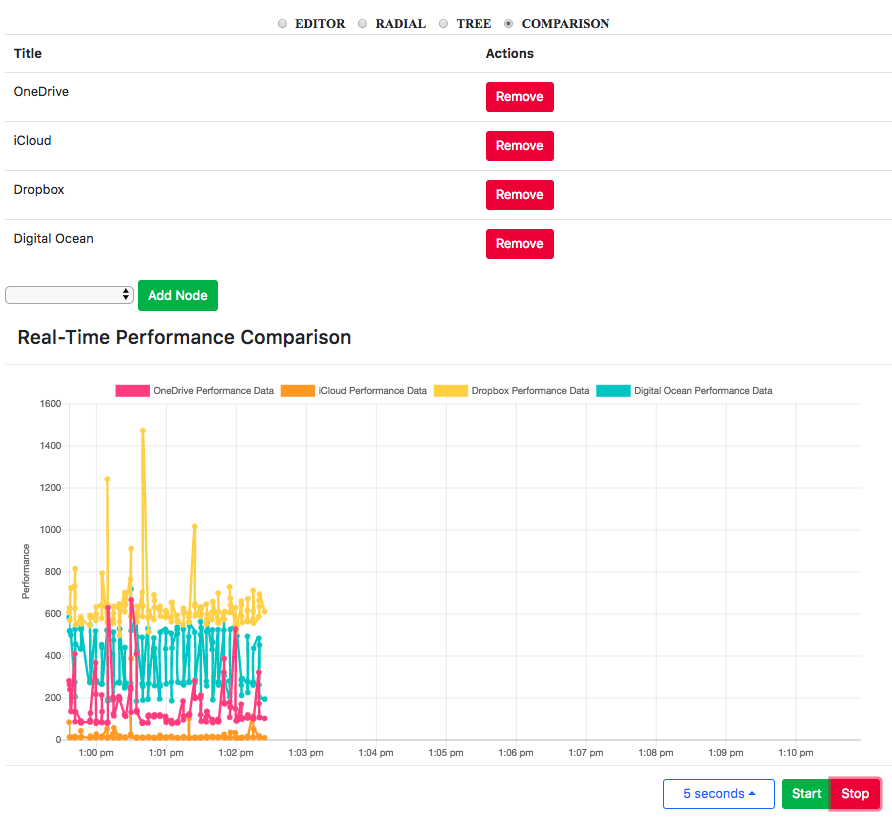 EDITOR RADIAL TREE COMPARISON
Title Actions
OneDrive Remove
iCloud Remove
Dropbox Remove
Digital Ocean Remove
Add Node
Real-Time Performance Comparison
OneDrive Performance Data iCloud Performance Data Dropbox Performance Data Digital Ocean Performance Data
1600
1400
1200
1000
800
600
400
200
0
Performance
1:00 pm 1:01 pm 1:02 pm 1:03 pm 1:04 pm 1:05 pm 1:06 pm 1:07 pm 1:08 pm 1:09 pm 1:10 pm
5 seconds Start Stop